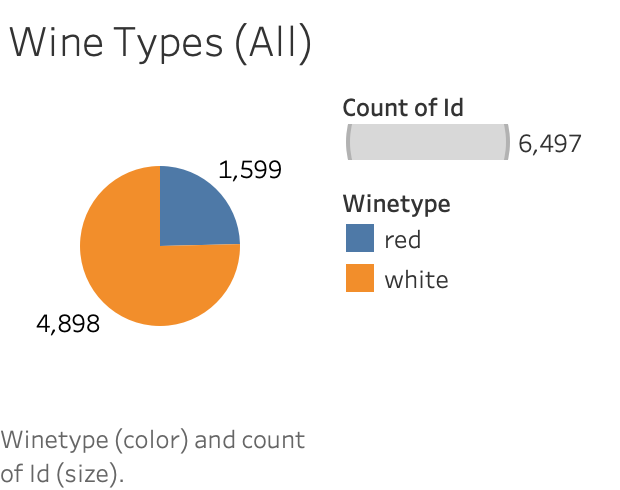 Wine Types (All)
Count of Id
6,497
1,599
Winetype
red
white
4,898
Winetype (color) and count
of Id (size).